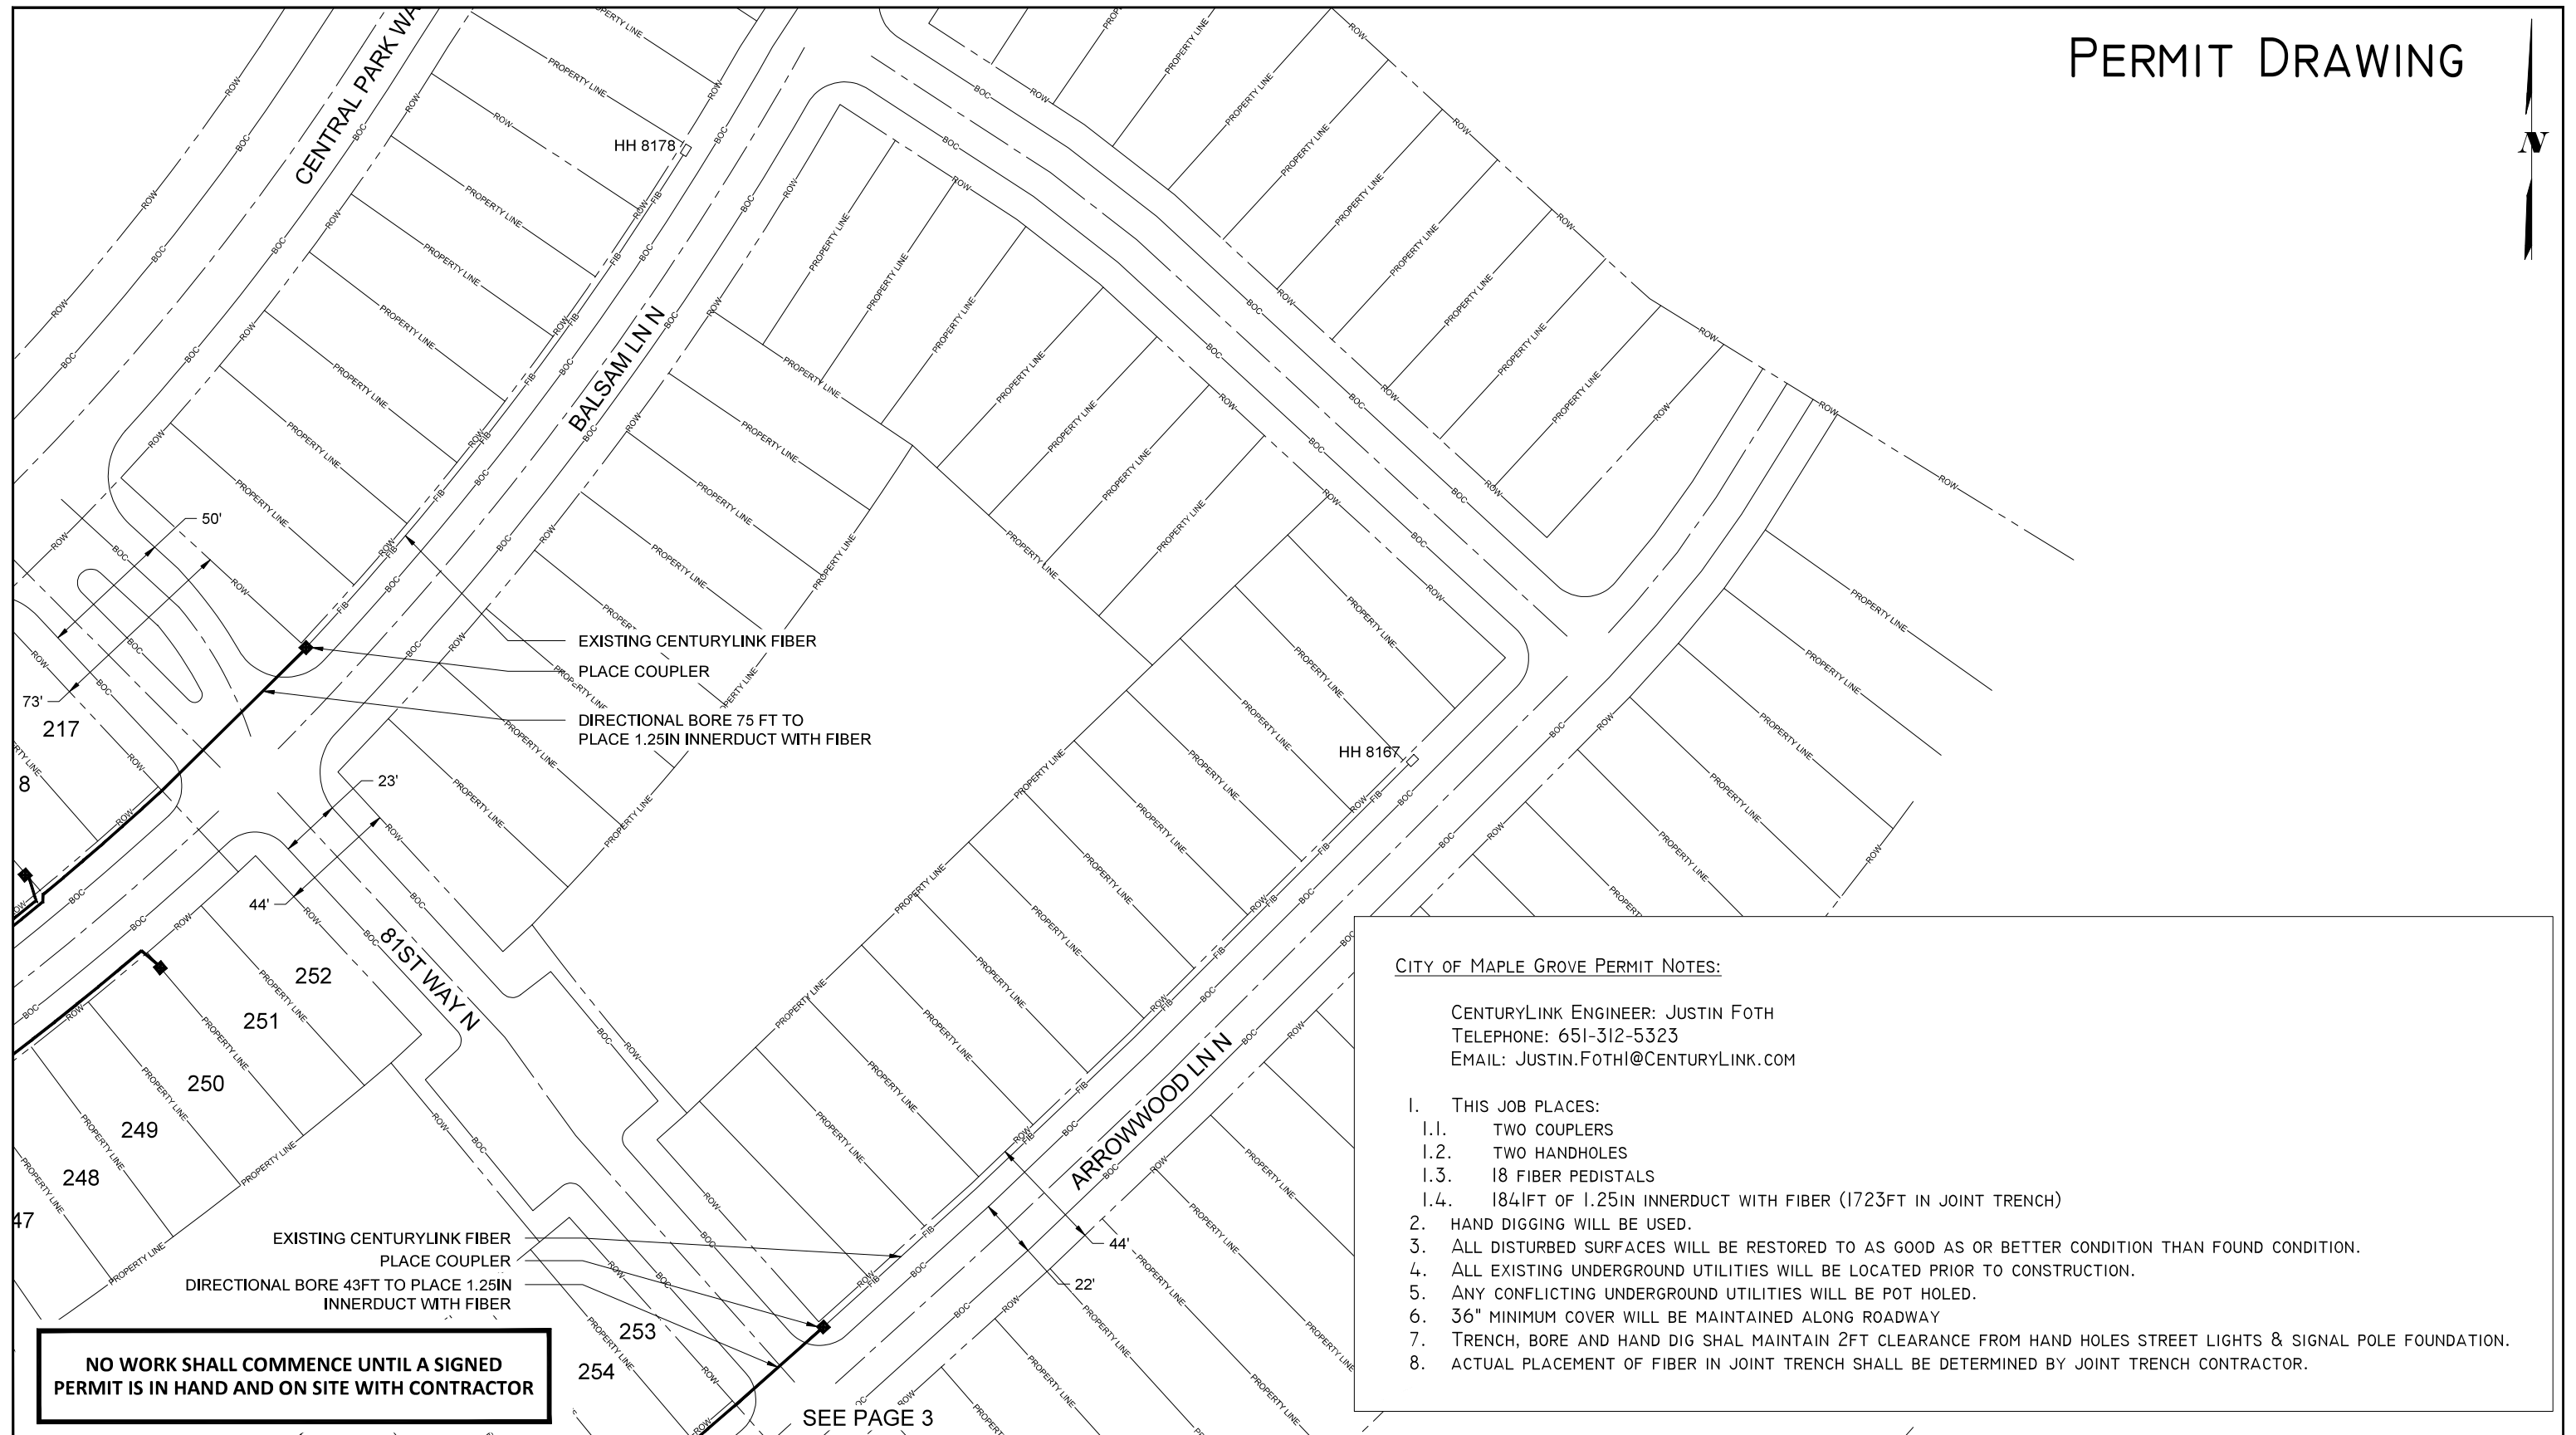 PERMIT DRAWING
N
CENTRAL PARK WA
BALSAM LN N
81ST WAY N
ARROWWOOD LN N
HH 8178
HH 8167
50'
73'
217
8
23'
44'
252
251
250
249
248
47
253
254
44'
22'
EXISTING CENTURYLINK FIBER
PLACE COUPLER
DIRECTIONAL BORE 75 FT TO
PLACE 1.25IN INNERDUCT WITH FIBER
EXISTING CENTURYLINK FIBER
PLACE COUPLER
DIRECTIONAL BORE 43FT TO PLACE 1.25IN
INNERDUCT WITH FIBER
PROPERTY LINE
ROW
BOC
FIB
NO WORK SHALL COMMENCE UNTIL A SIGNED
PERMIT IS IN HAND AND ON SITE WITH CONTRACTOR
SEE PAGE 3
CITY OF MAPLE GROVE PERMIT NOTES:
CENTURYLINK ENGINEER: JUSTIN FOTH
TELEPHONE: 651-312-5323
EMAIL: JUSTIN.FOTH1@CENTURYLINK.COM
1. THIS JOB PLACES:
1.1. TWO COUPLERS
1.2. TWO HANDHOLES
1.3. 18 FIBER PEDISTALS
1.4. 1841FT OF 1.25IN INNERDUCT WITH FIBER (1723FT IN JOINT TRENCH)
2. HAND DIGGING WILL BE USED.
3. ALL DISTURBED SURFACES WILL BE RESTORED TO AS GOOD AS OR BETTER CONDITION THAN FOUND CONDITION.
4. ALL EXISTING UNDERGROUND UTILITIES WILL BE LOCATED PRIOR TO CONSTRUCTION.
5. ANY CONFLICTING UNDERGROUND UTILITIES WILL BE POT HOLED.
6. 36" MINIMUM COVER WILL BE MAINTAINED ALONG ROADWAY
7. TRENCH, BORE AND HAND DIG SHAL MAINTAIN 2FT CLEARANCE FROM HAND HOLES STREET LIGHTS & SIGNAL POLE FOUNDATION.
8. ACTUAL PLACEMENT OF FIBER IN JOINT TRENCH SHALL BE DETERMINED BY JOINT TRENCH CONTRACTOR.